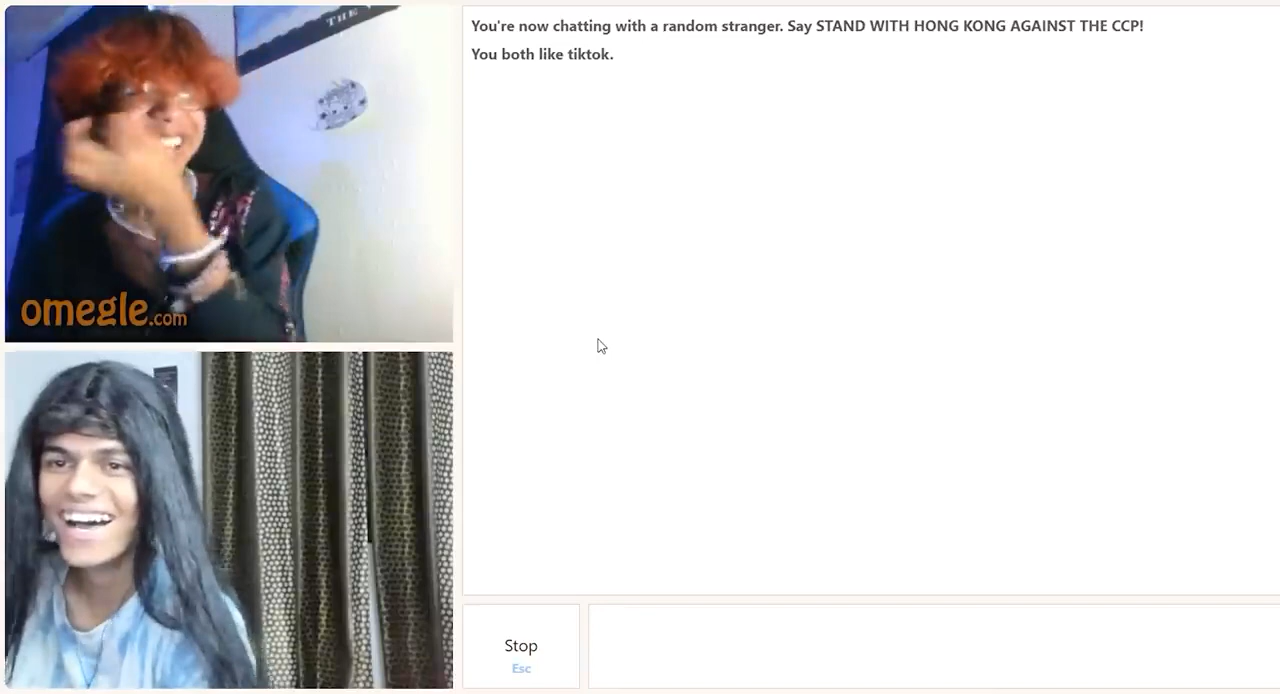 THE
You're now chatting with a random stranger. Say STAND WITH HONG KONG AGAINST THE CCP!
You both like tiktok.
omegle.com
Stop
Esc